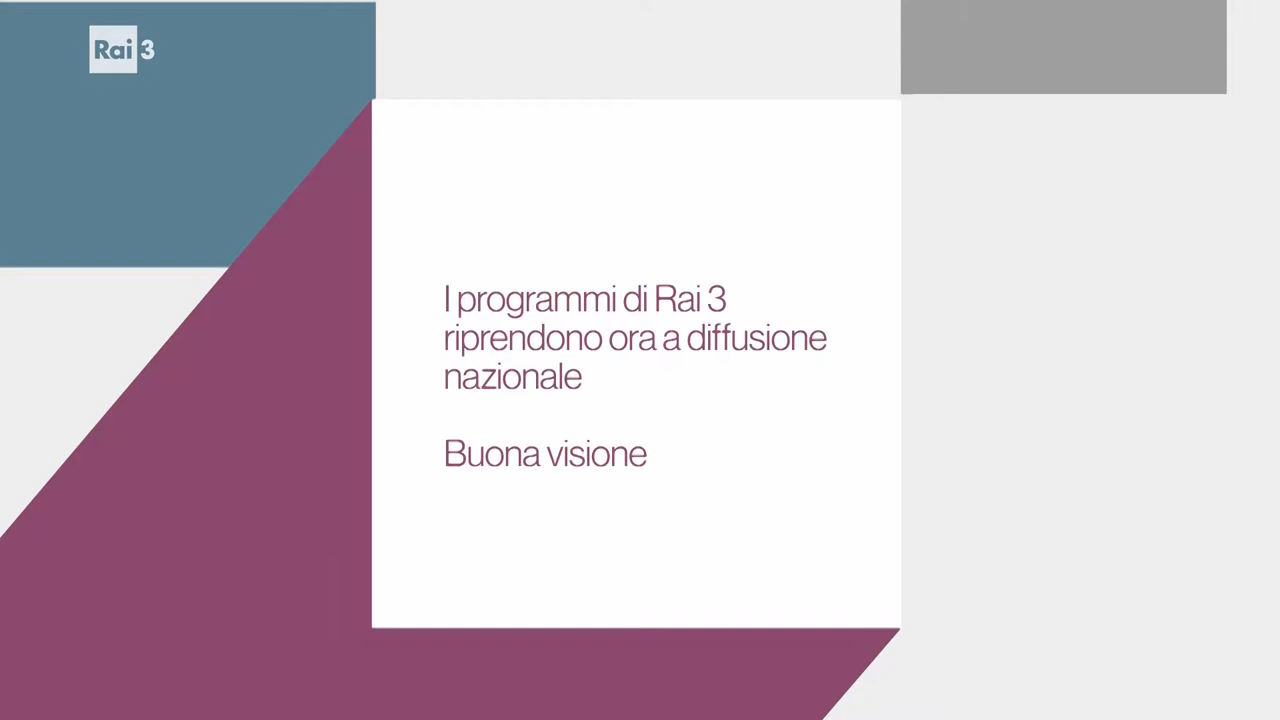 Rai 3
I programmi di Rai 3
riprendono ora a diffusione
nazionale
Buona visione